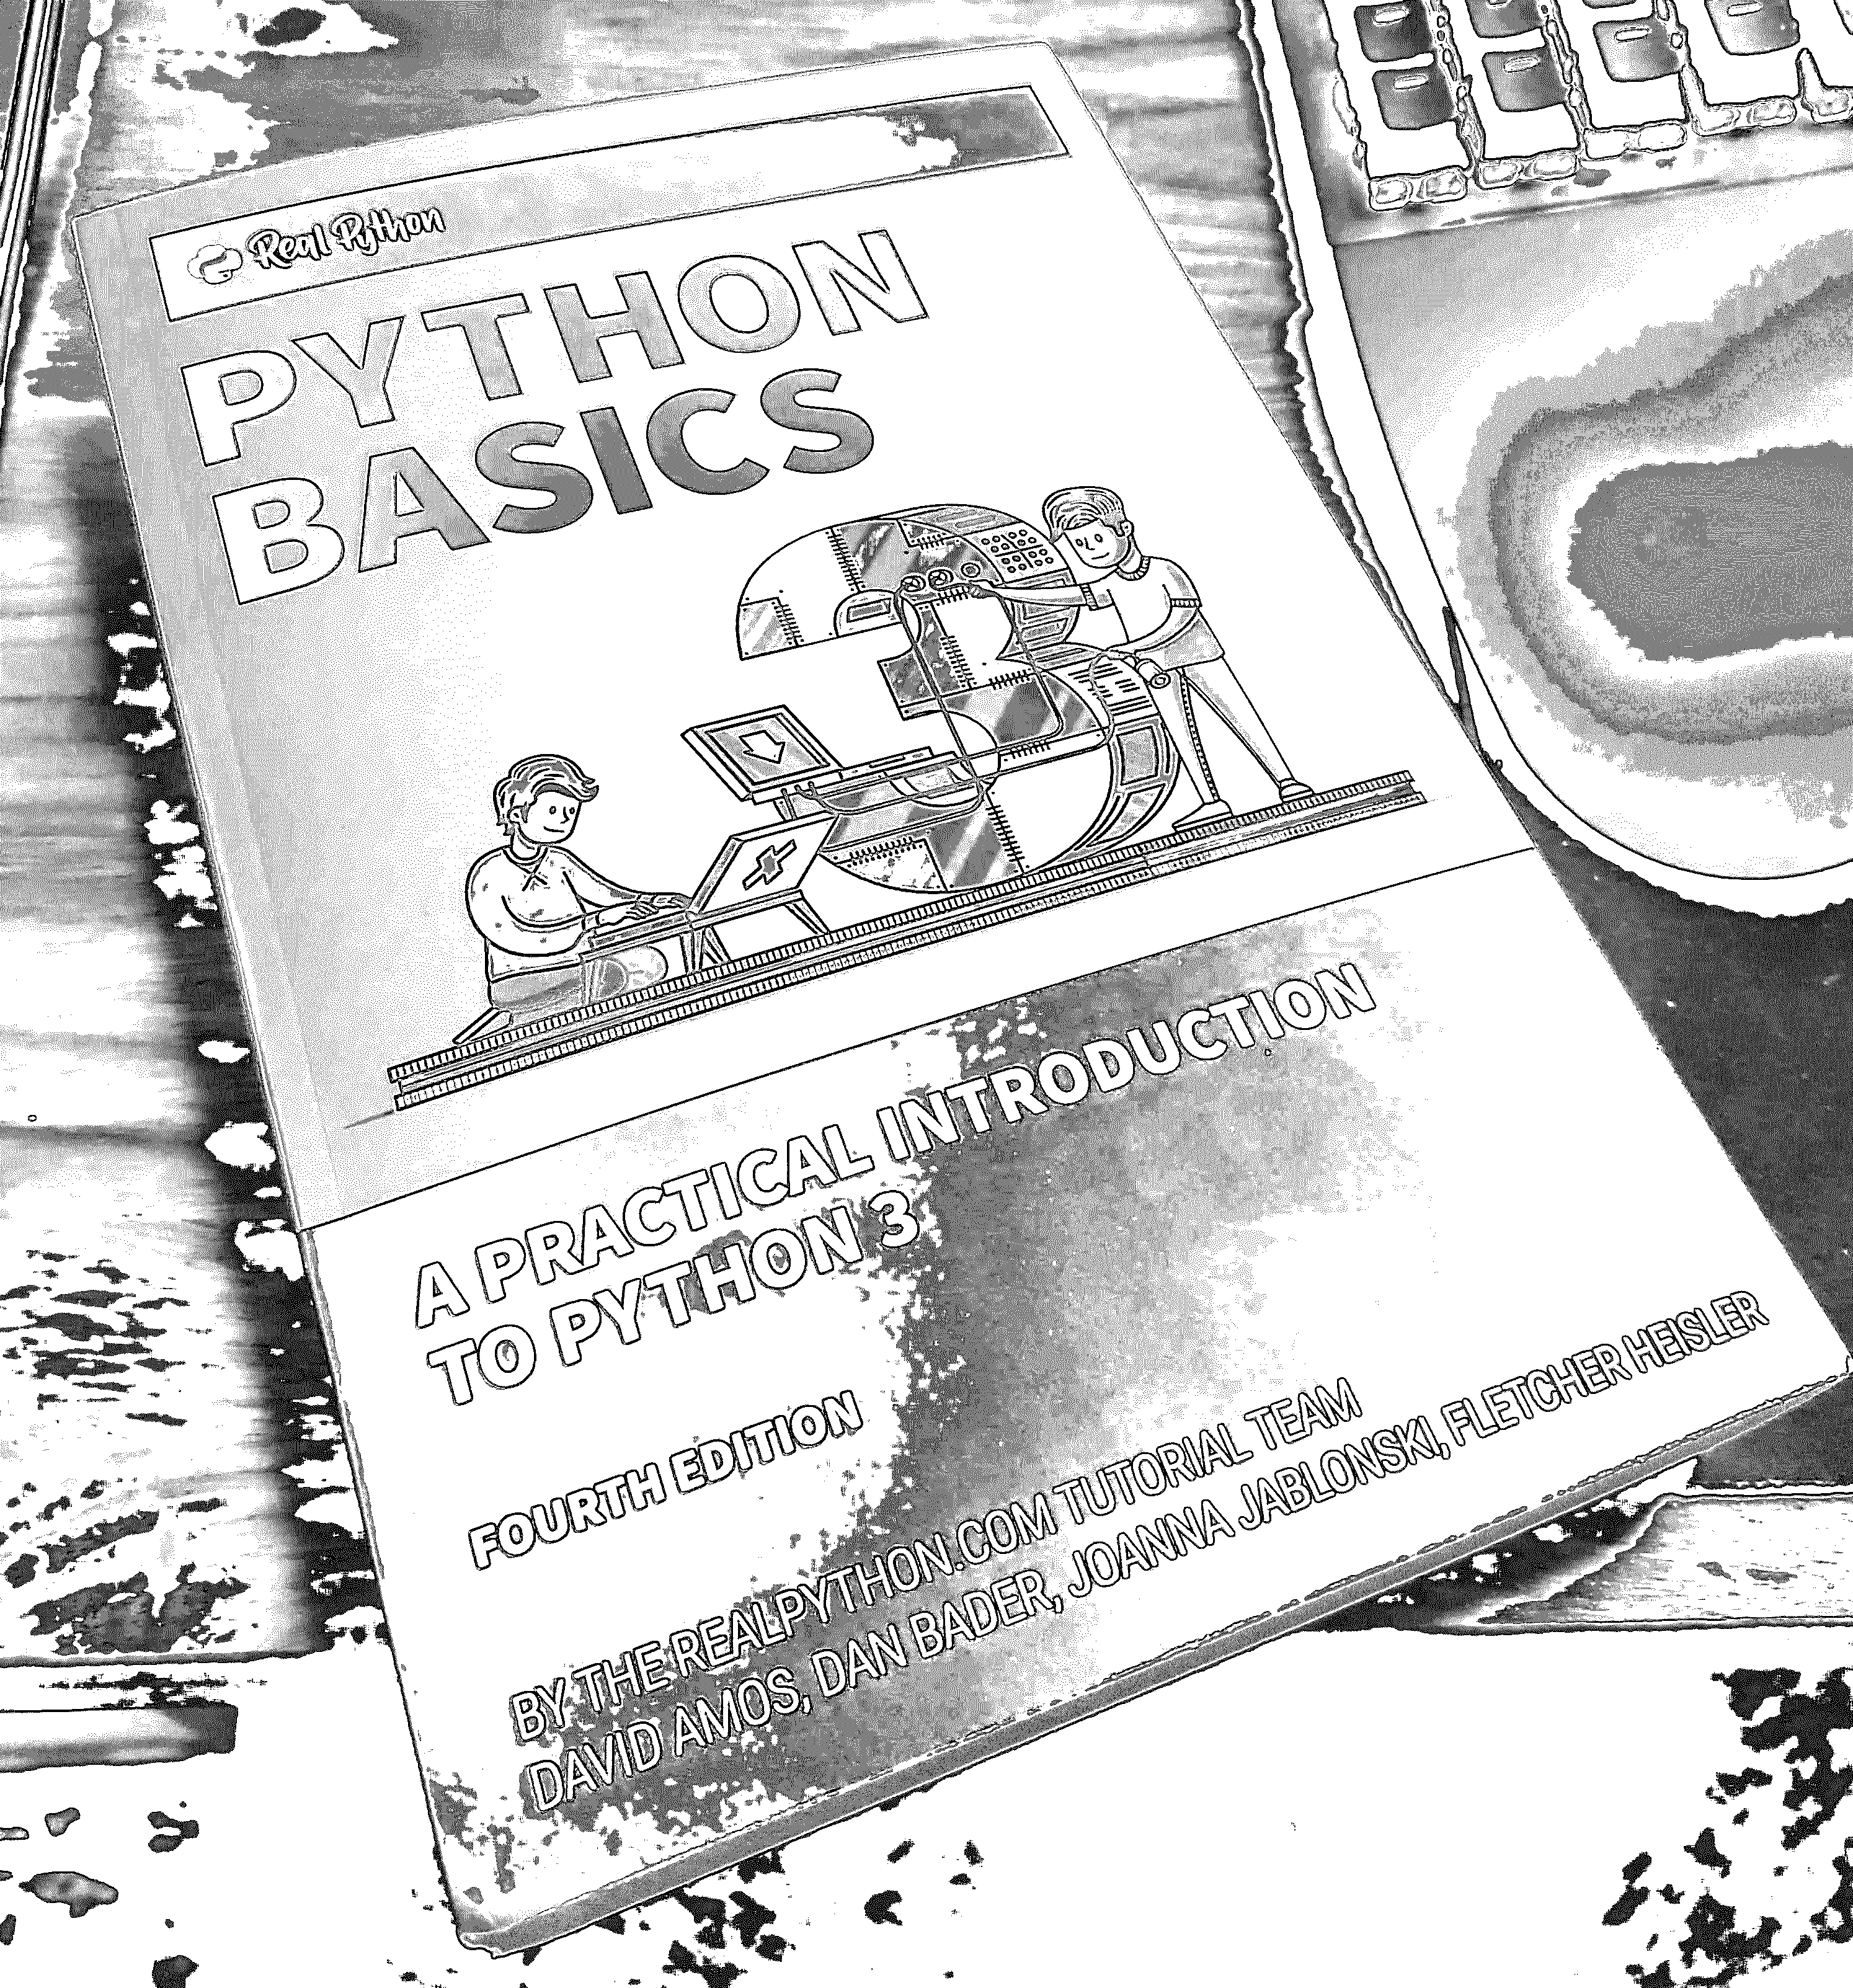 Real Python
PYTHON
BASICS
A PRACTICAL INTRODUCTION
TO PYTHON 3
FOURTH EDITION
BY THE REALPYTHON.COM TUTORIAL TEAM
DAVID AMOS, DAN BADER, JOANNA JABLONSKI, FLETCHER HEISLER